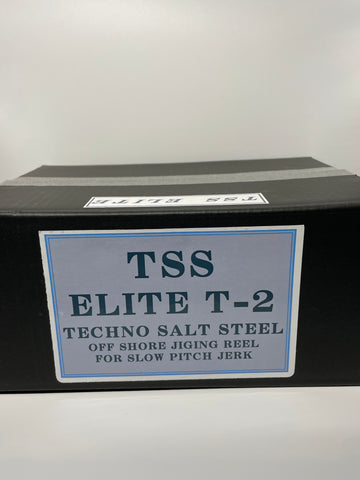 TSS ELITE
TSS
ELITE T-2
TECHNO SALT STEEL
OFF SHORE JIGING REEL
FOR SLOW PITCH JERK